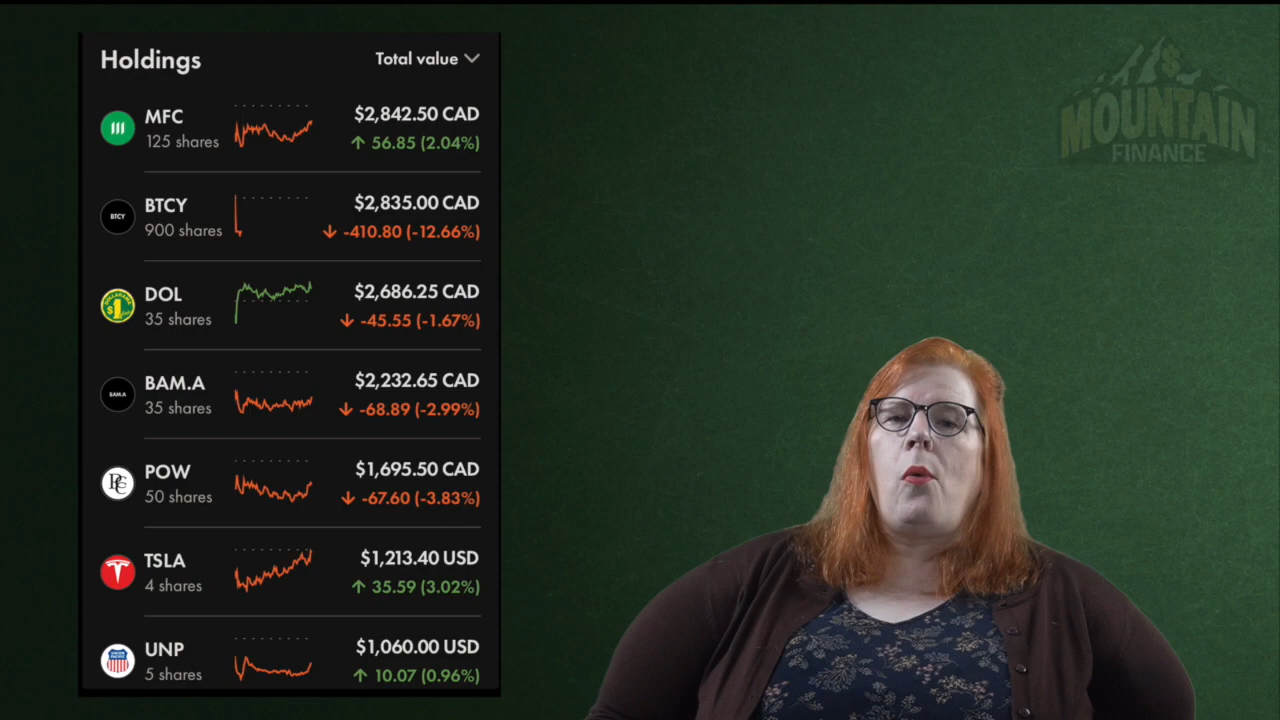 Holdings
Total value
MFC
$2,842.50 CAD
125 shares
↑ 56.85 (2.04%)
BTCY
BTCY
$2,835.00 CAD
900 shares
↓ -410.80 (-12.66%)
DOL
$2,686.25 CAD
35 shares
↓ -45.55 (-1.67%)
BAM.A
BAM.A
$2,232.65 CAD
35 shares
↓ -68.89 (-2.99%)
POW
$1,695.50 CAD
50 shares
↓ -67.60 (-3.83%)
TSLA
$1,213.40 USD
4 shares
↑ 35.59 (3.02%)
UNP
$1,060.00 USD
5 shares
↑ 10.07 (0.96%)
$
MOUNTAIN
FINANCE